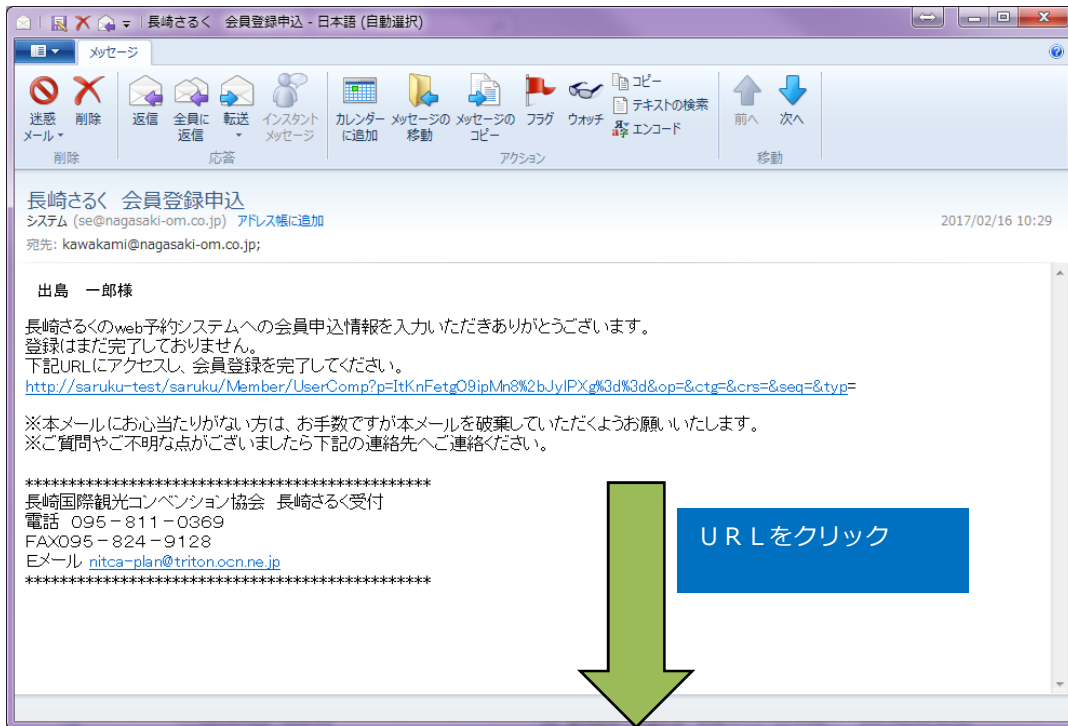 長崎さるく 会員登録申込 - 日本語 (自動選択)
メッセージ
迷惑メール 削除 返信 全員に返信 転送 インスタントメッセージ カレンダーに追加 メッセージの移動 メッセージのコピー フラグ ウォッチ コピー
テキストの検索
エンコード
前へ 次へ
削除 応答 アクション 移動
長崎さるく 会員登録申込
システム (se@nagasaki-om.co.jp) アドレス帳に追加
2017/02/16 10:29
宛先: kawakami@nagasaki-om.co.jp;
出島 一郎様
長崎さるくのweb予約システムへの会員申込情報を入力いただきありがとうございます。
登録はまだ完了しておりません。
下記URLにアクセスし、会員登録を完了してください。
http://saruku-test/saruku/Member/UserComp?p=ItKnFetgO9ipMn8%2bJyIPXg%3d%3d&op=&ctg=&crs=&seq=&typ=
※本メールにお心当たりがない方は、お手数ですが本メールを破棄していただくようお願いいたします。
※ご質問やご不明な点がございましたら下記の連絡先へご連絡ください。
**************************************************
長崎国際観光コンベンション協会 長崎さるく受付
電話 095-811-0369
FAX095-824-9128
Eメール nitca-plan@triton.ocn.ne.jp
**************************************************
URLをクリック